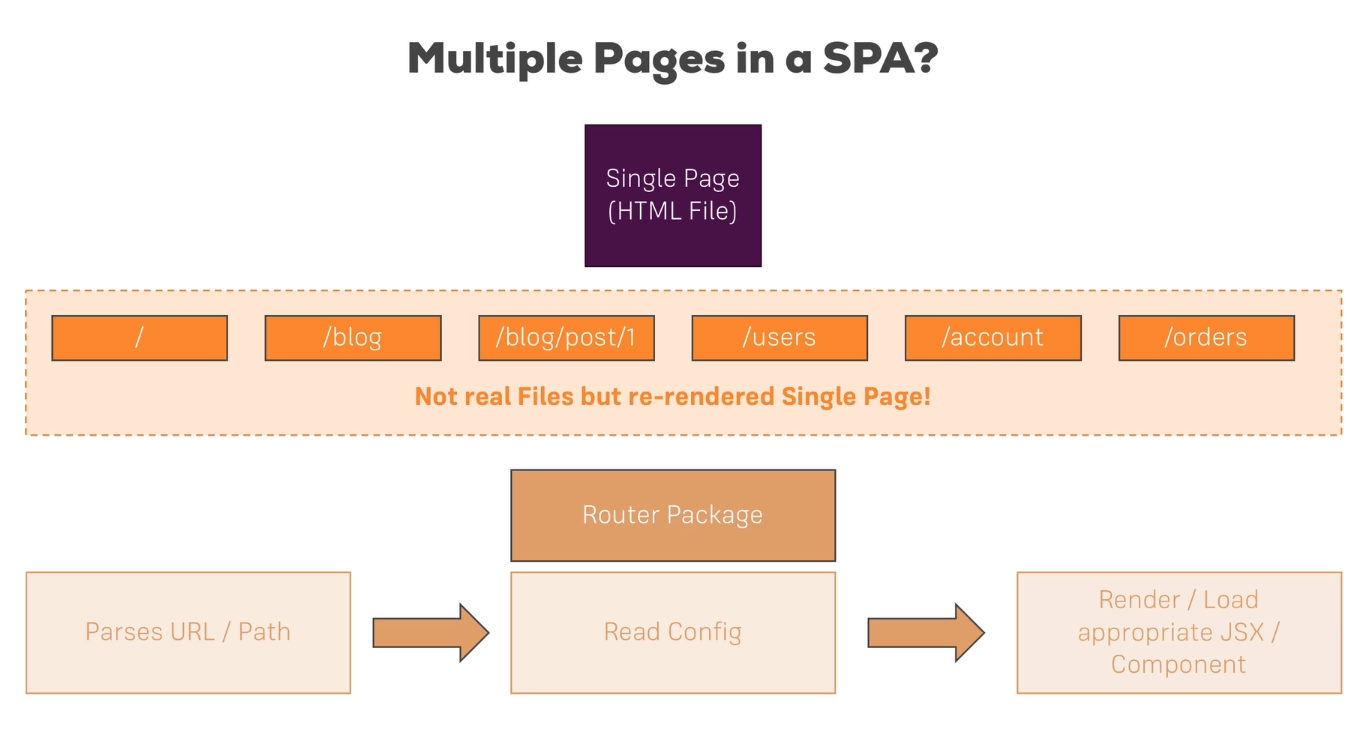 Multiple Pages in a SPA?
Single Page
(HTML File)
/
/blog
/blog/post/1
/users
/account
/orders
Not real Files but re-rendered Single Page!
Router Package
Parses URL / Path
Read Config
Render / Load
appropriate JSX /
Component